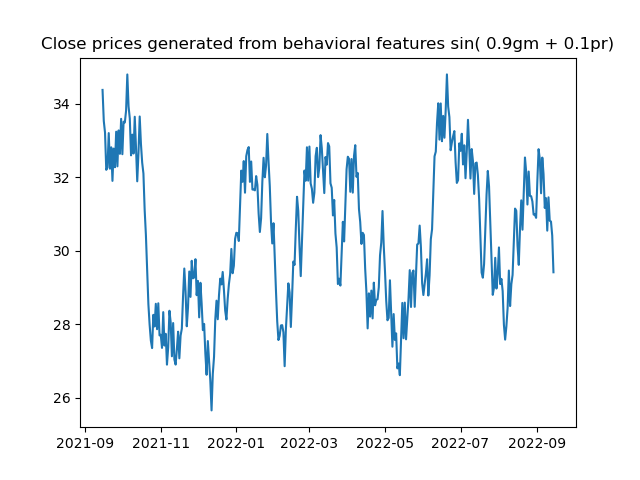 Close prices generated from behavioral features sin( 0.9gm + 0.1pr)
34
32
30
28
26
2021-09 2021-11 2022-01 2022-03 2022-05 2022-07 2022-09